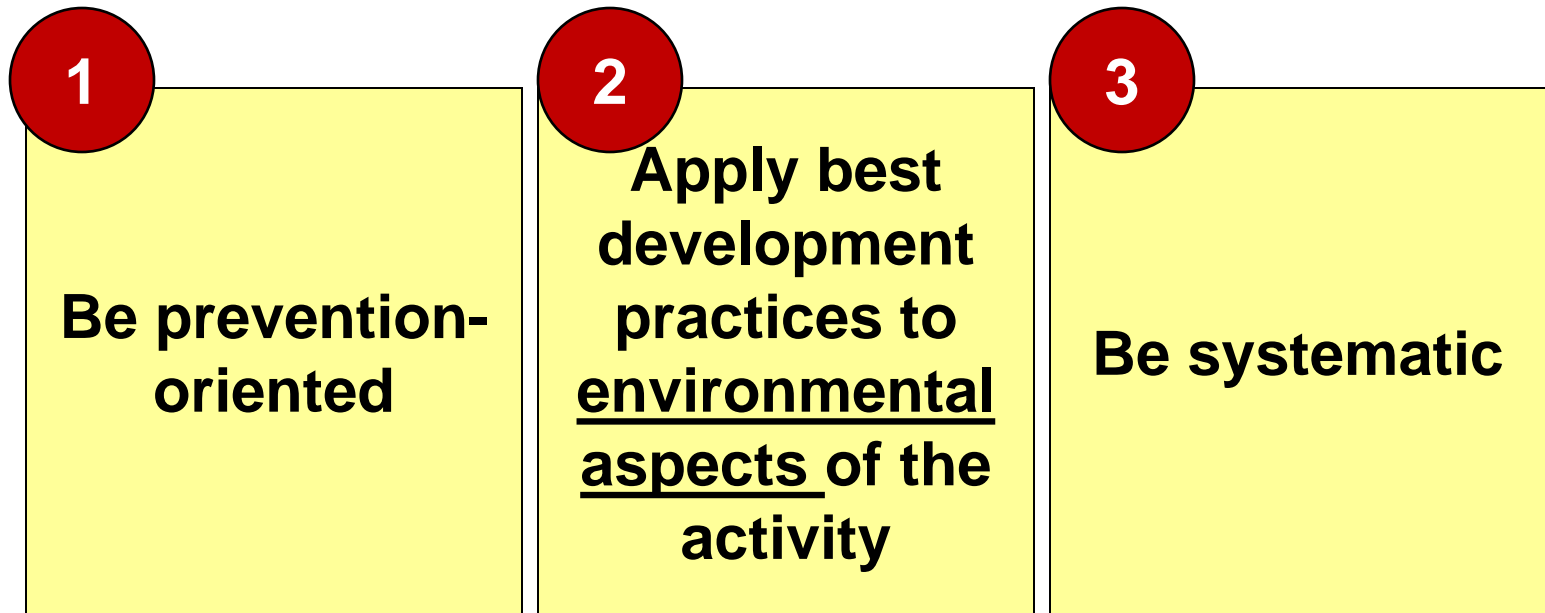 1
Be prevention-
oriented
2
Apply best
development
practices to
environmental
aspects of the
activity
3
Be systematic